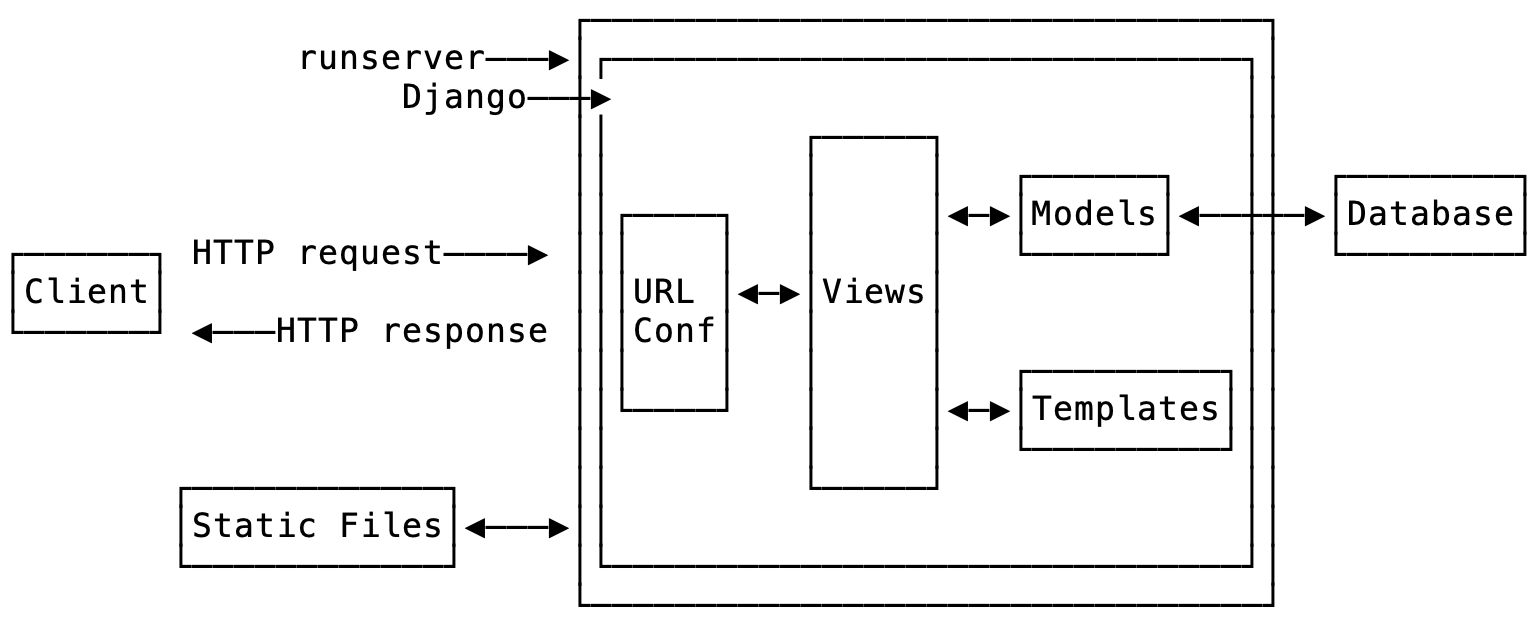 runserver
Django
Models
Database
HTTP request
Client
URL
Conf
Views
HTTP response
Templates
Static Files